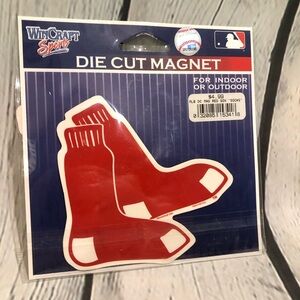 WINCRAFT
Sports
DIE CUT MAGNET
FOR INDOOR
OR OUTDOOR
$4.99